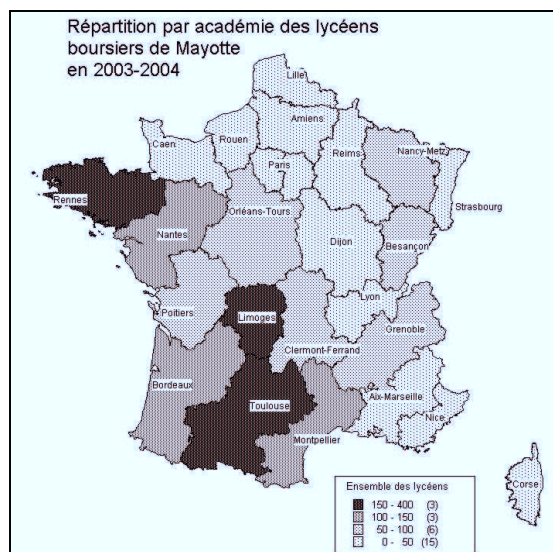 Répartition par académie des lycéens
boursiers de Mayotte
en 2003-2004
Lille
Amiens
Rouen
Caen
Paris
Reims
Nancy-Metz
Strasbourg
Rennes
Orléans-Tours
Nantes
Dijon
Besançon
Poitiers
Limoges
Lyon
Clermont-Ferrand
Grenoble
Bordeaux
Toulouse
Aix-Marseille
Nice
Montpellier
Corse
Ensemble des lycéens
150 - 400 (3)
100 - 150 (3)
50 - 100 (6)
0 - 50 (15)